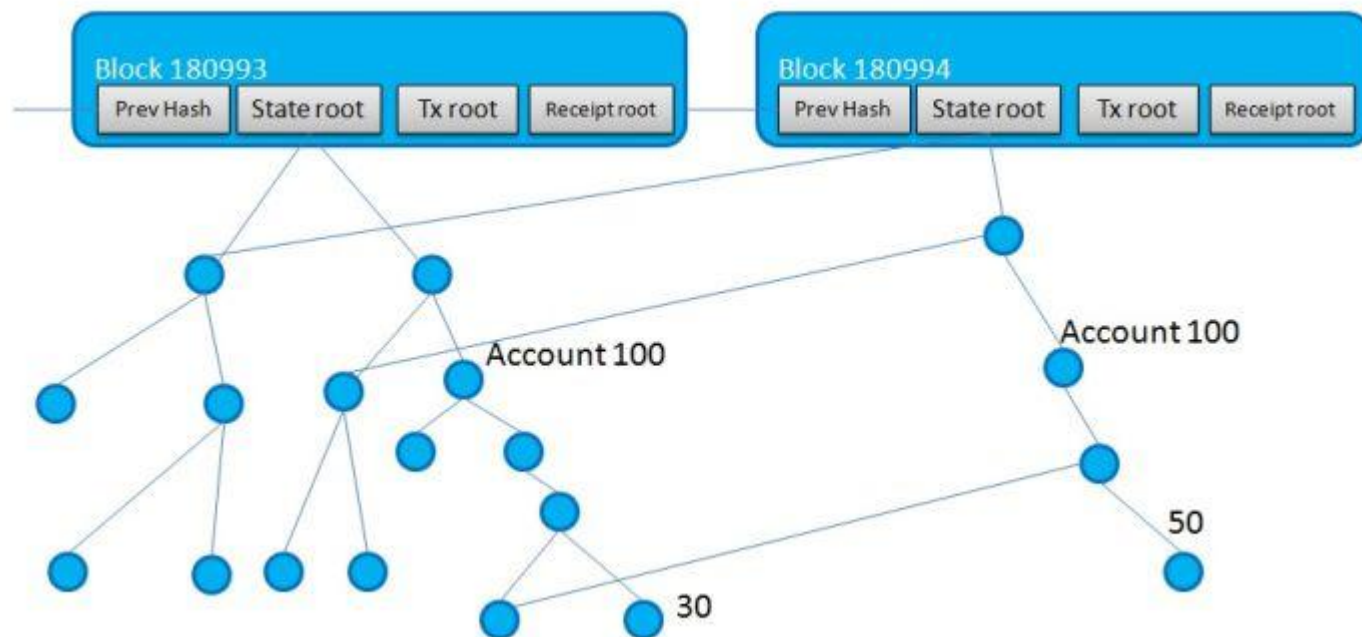 Block 180993
Prev Hash State root Tx root Receipt root
Block 180994
Prev Hash State root Tx root Receipt root
Account 100
30
Account 100
50